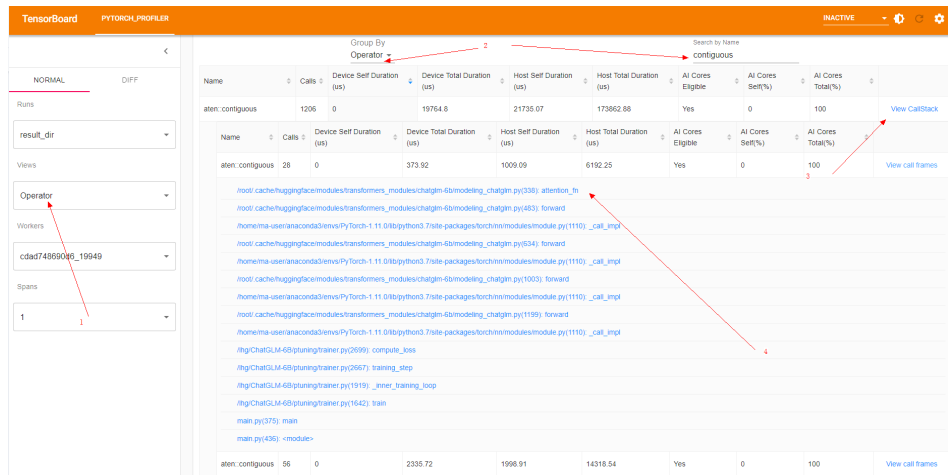 TensorBoard
PYTORCH_PROFILER
INACTIVE
NORMAL
DIFF
Runs
result_dir
Views
Operator
Workers
cdad748690d6_19949
Spans
1
1
Group By
Operator
2
Search by Name
contiguous
Name Calls Device Self Duration (us) Device Total Duration (us) Host Self Duration (us) Host Total Duration (us) AI Cores Eligible AI Cores Self(%) AI Cores Total(%)
aten::contiguous 1206 0 19764.8 21735.07 173862.88 Yes 0 100 View CallStack
Name Calls Device Self Duration (us) Device Total Duration (us) Host Self Duration (us) Host Total Duration (us) AI Cores Eligible AI Cores Self(%) AI Cores Total(%)
aten::contiguous 28 0 373.92 1009.09 6192.25 Yes 0 100 View call frames
3
/root/.cache/huggingface/modules/transformers_modules/chatglm-6b/modeling_chatglm.py(336): attention_fn
/root/.cache/huggingface/modules/transformers_modules/chatglm-6b/modeling_chatglm.py(483): forward
/home/ma-user/anaconda3/envs/PyTorch-1.11.0/lib/python3.7/site-packages/torch/nn/modules/module.py(1110): _call_impl
/root/.cache/huggingface/modules/transformers_modules/chatglm-6b/modeling_chatglm.py(634): forward
/home/ma-user/anaconda3/envs/PyTorch-1.11.0/lib/python3.7/site-packages/torch/nn/modules/module.py(1110): _call_impl
/root/.cache/huggingface/modules/transformers_modules/chatglm-6b/modeling_chatglm.py(1003): forward
/home/ma-user/anaconda3/envs/PyTorch-1.11.0/lib/python3.7/site-packages/torch/nn/modules/module.py(1110): _call_impl
/root/.cache/huggingface/modules/transformers_modules/chatglm-6b/modeling_chatglm.py(1199): forward
/home/ma-user/anaconda3/envs/PyTorch-1.11.0/lib/python3.7/site-packages/torch/nn/modules/module.py(1110): _call_impl
/lhg/ChatGLM-6B/ptuning/trainer.py(2699): compute_loss
4
/lhg/ChatGLM-6B/ptuning/trainer.py(2667): training_step
/lhg/ChatGLM-6B/ptuning/trainer.py(1919): _inner_training_loop
/lhg/ChatGLM-6B/ptuning/trainer.py(1642): train
main.py(375): main
main.py(436): <module>
aten::contiguous 56 0 2335.72 1998.91 14318.54 Yes 0 100 View call frames